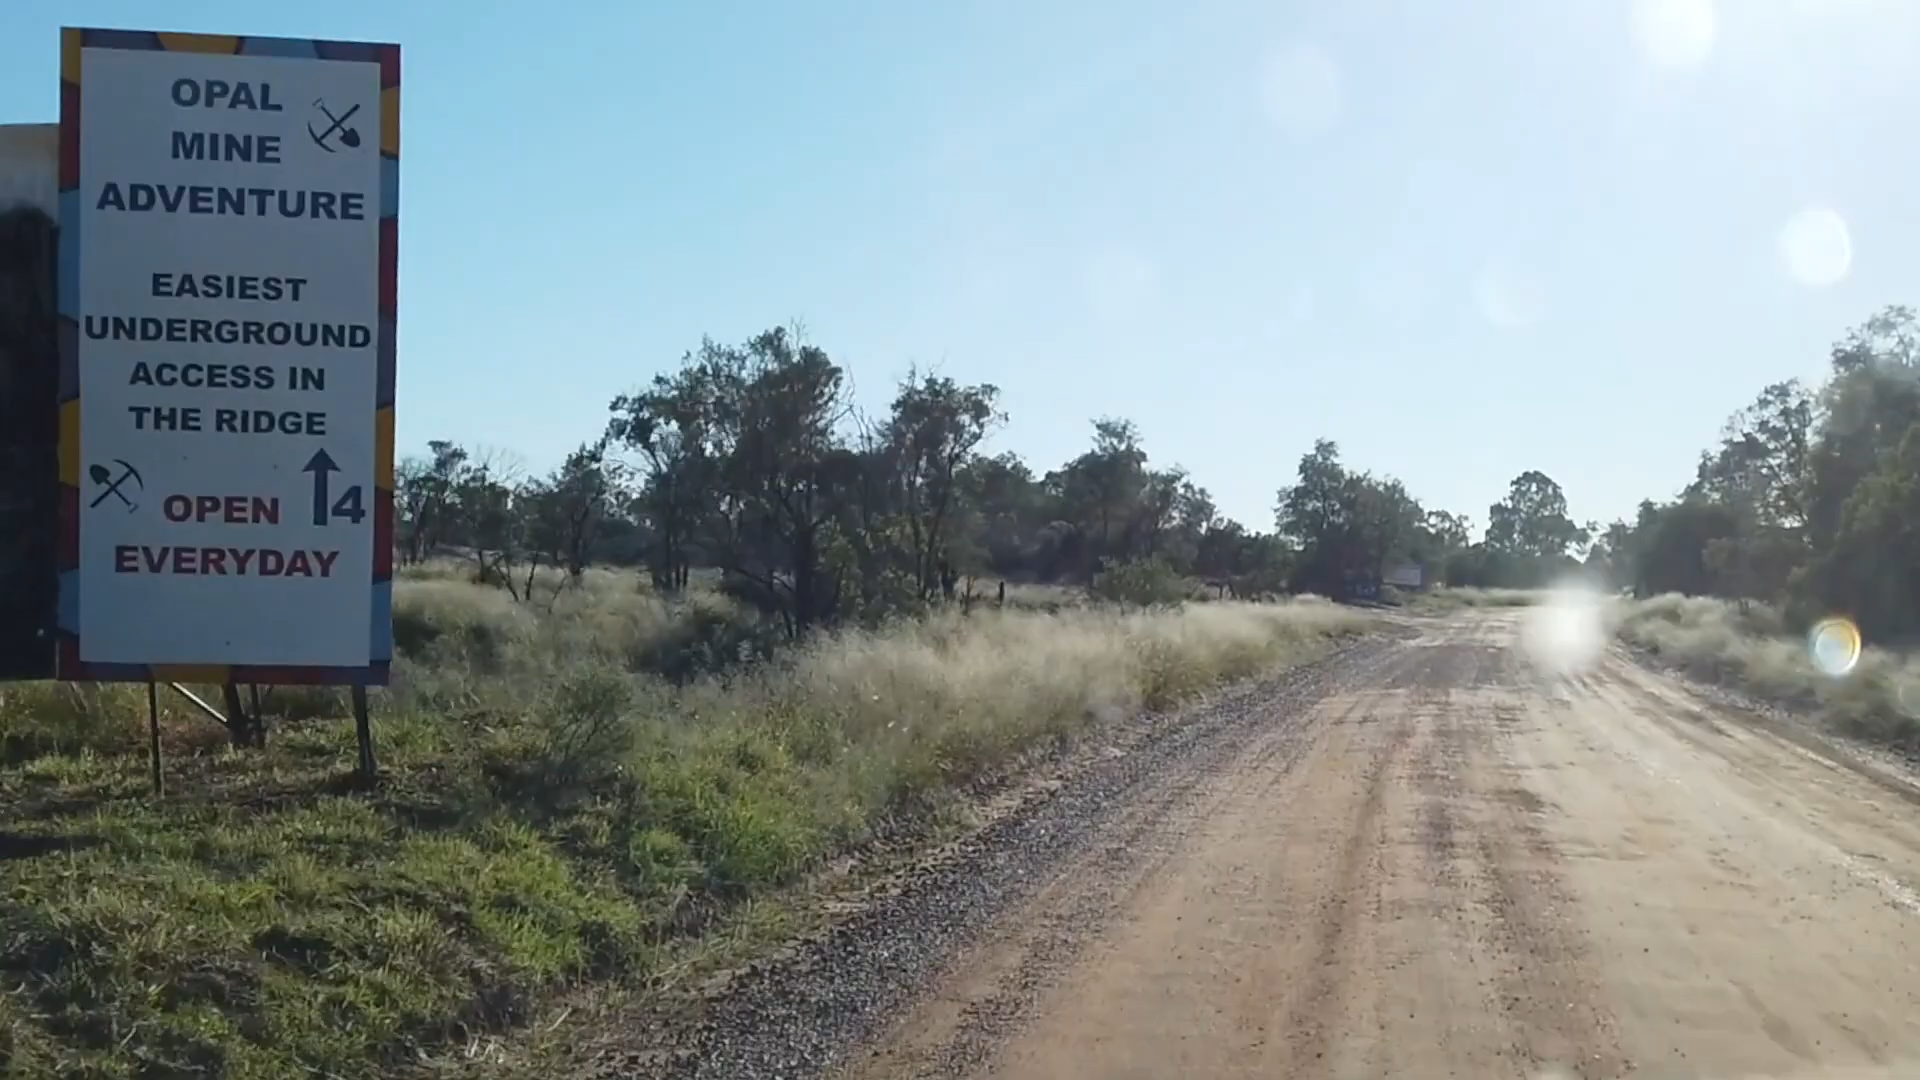 OPAL
MINE
ADVENTURE
EASIEST
UNDERGROUND
ACCESS IN
THE RIDGE
4
OPEN
EVERYDAY